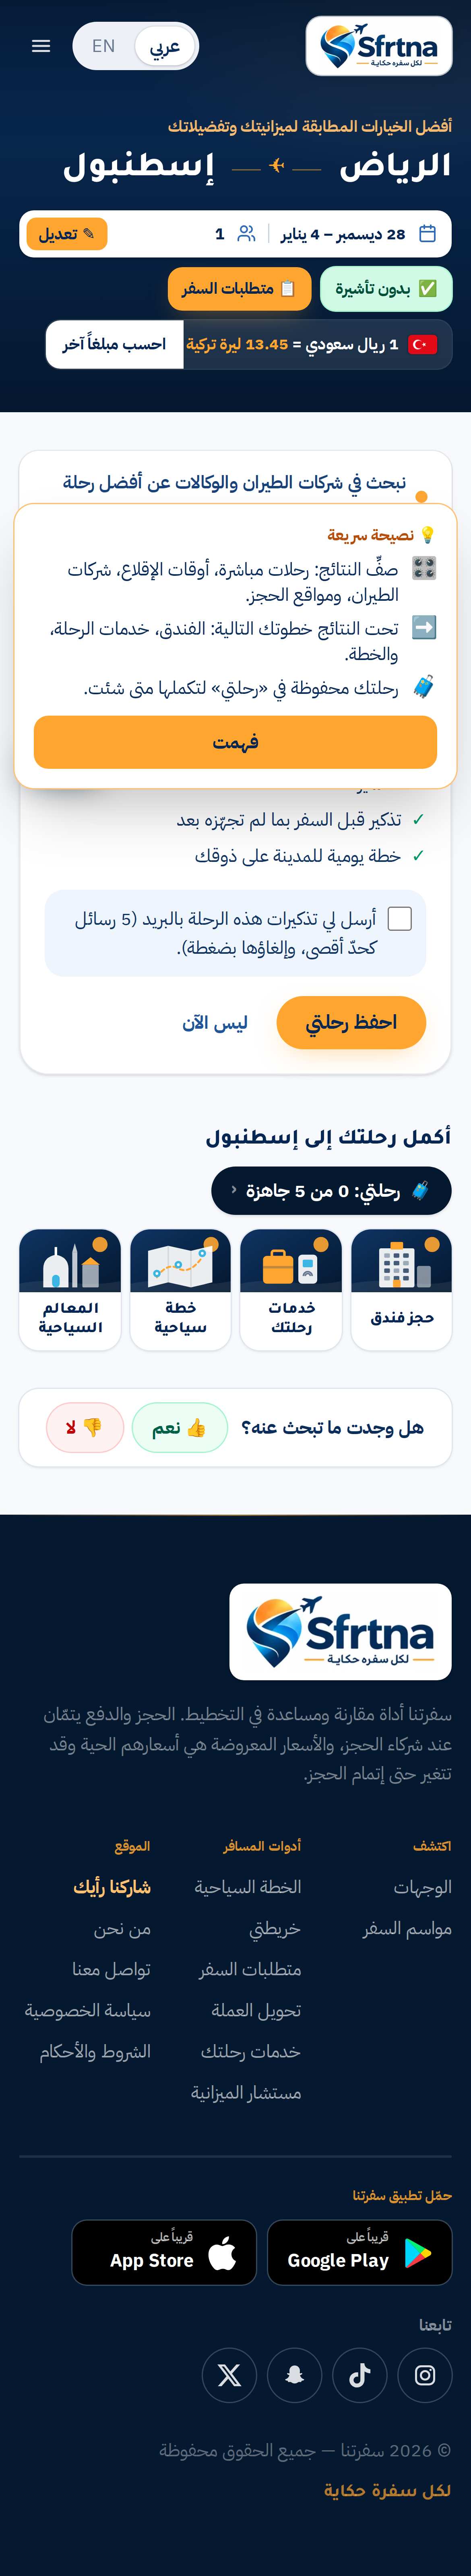 Sfrtna
لكل سفره حكاية
عربي
EN
أفضل الخيارات المطابقة لميزانيتك وتفضيلاتك
الرياض — ✈ — إسطنبول
28 ديسمبر – 4 يناير
1
✎ تعديل
✅ بدون تأشيرة
📋 متطلبات السفر
1 ريال سعودي = 13.45 ليرة تركية
احسب مبلغاً آخر
نبحث في شركات الطيران والوكالات عن أفضل رحلة
💡 نصيحة سريعة
🎛️ صفِّ النتائج: رحلات مباشرة، أوقات الإقلاع، شركات
الطيران، ومواقع الحجز.
➡️ تحت النتائج خطوتك التالية: الفندق، خدمات الرحلة،
والخطة.
🧳 رحلتك محفوظة في «رحلتي» لتكملها متى شئت.
فهمت
✓ تذكير قبل السفر بما لم تجهّزه بعد
✓ خطة يومية للمدينة على ذوقك
أرسل لي تذكيرات هذه الرحلة بالبريد (5 رسائل
كحدّ أقصى، وإلغاؤها بضغطة).
احفظ رحلتي
ليس الآن
أكمل رحلتك إلى إسطنبول
🧳 رحلتي: 0 من 5 جاهزة ‹
حجز فندق
خدمات
رحلتك
خطة
سياحية
المعالم
السياحية
هل وجدت ما تبحث عنه؟
👍 نعم
👎 لا
Sfrtna
لكل سفره حكاية
سفرتنا أداة مقارنة ومساعدة في التخطيط. الحجز والدفع يتمّان
عند شركاء الحجز، والأسعار المعروضة هي أسعارهم الحية وقد
تتغير حتى إتمام الحجز.
اكتشف
الوجهات
مواسم السفر
أدوات المسافر
الخطة السياحية
خريطتي
متطلبات السفر
تحويل العملة
خدمات رحلتك
مستشار الميزانية
الموقع
شاركنا رأيك
من نحن
تواصل معنا
سياسة الخصوصية
الشروط والأحكام
حمّل تطبيق سفرتنا
قريباً على
Google Play
قريباً على
App Store
تابعنا
© 2026 سفرتنا — جميع الحقوق محفوظة
لكل سفرة حكاية